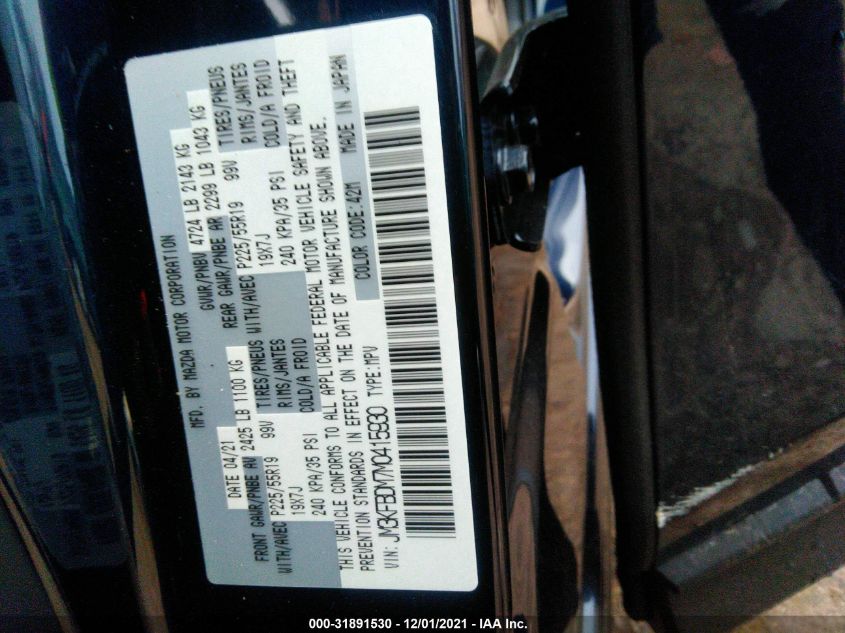 MFD. BY MAZDA MOTOR CORPORATION
DATE 04/21 GVWR/PNBV 4724 LB 2143 KG
FRONT GAWR/PNBE AV 2425 LB 1100 KG REAR GAWR/PNBE AR 2299 LB 1043 KG
WITH/AVEC P225/55R19 99V TIRES/PNEUS WITH/AVEC P225/55R19 99V TIRES/PNEUS
19X7J RIMS/JANTES 19X7J RIMS/JANTES
240 KPA/35 PSI COLD/A FROID 240 KPA/35 PSI COLD/A FROID
THIS VEHICLE CONFORMS TO ALL APPLICABLE FEDERAL MOTOR VEHICLE SAFETY AND THEFT
PREVENTION STANDARDS IN EFFECT ON THE DATE OF MANUFACTURE SHOWN ABOVE.
VIN: JM3KFBDM7M0415930 TYPE:MPV COLOR CODE:42M MADE IN JAPAN
000-31891530 - 12/01/2021 - IAA Inc.